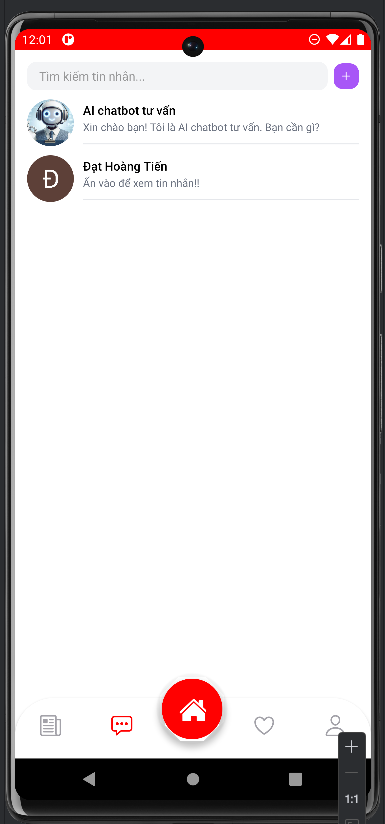 12:01
Tìm kiếm tin nhắn...
+
AI chatbot tư vấn
Xin chào bạn! Tôi là AI chatbot tư vấn. Bạn cần gì?
Đ
Đạt Hoàng Tiến
Ấn vào để xem tin nhắn!!
1:1